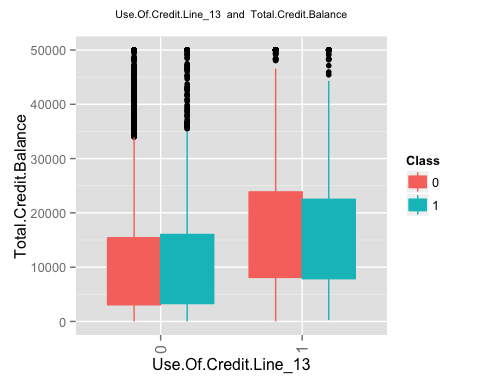 Use.Of.Credit.Line_13 and Total.Credit.Balance
50000
40000
30000
20000
10000
0
Total.Credit.Balance
0
1
Use.Of.Credit.Line_13
Class
0
1